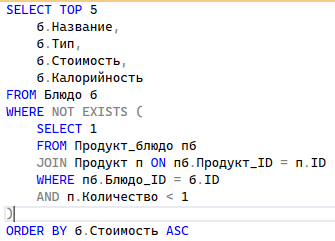 SELECT TOP 5
б.Название,
б.Тип,
б.Стоимость,
б.Калорийность
FROM Блюдо б
WHERE NOT EXISTS (
SELECT 1
FROM Продукт_блюдо пб
JOIN Продукт п ON пб.Продукт_ID = п.ID
WHERE пб.Блюдо_ID = б.ID
AND п.Количество < 1
)
ORDER BY б.Стоимость ASC